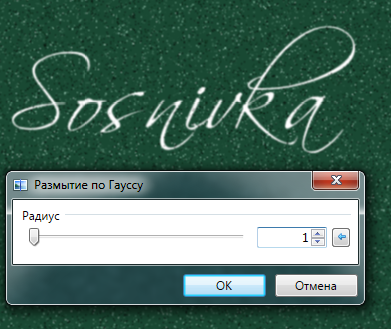 Sosnivka
Размытие по Гауссу
Радиус
1
OK
Отмена